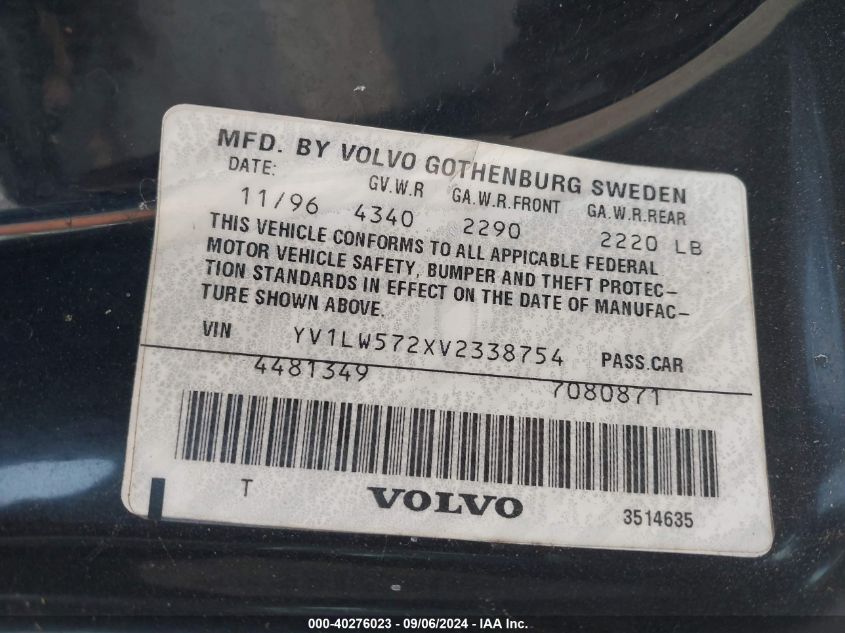 MFD. BY VOLVO GOTHENBURG SWEDEN
DATE: GV.W.R GA.W.R.FRONT GA.W.R.REAR
11/96 4340 2290 2220 LB
THIS VEHICLE CONFORMS TO ALL APPICABLE FEDERAL
MOTOR VEHICLE SAFETY, BUMPER AND THEFT PROTEC-
TION STANDARDS IN EFFECT ON THE DATE OF MANUFAC-
TURE SHOWN ABOVE.
VIN YV1LW572XV2338754 PASS.CAR
4481349 7080871
T VOLVO 3514635
000-40276023 - 09/06/2024 - IAA Inc.